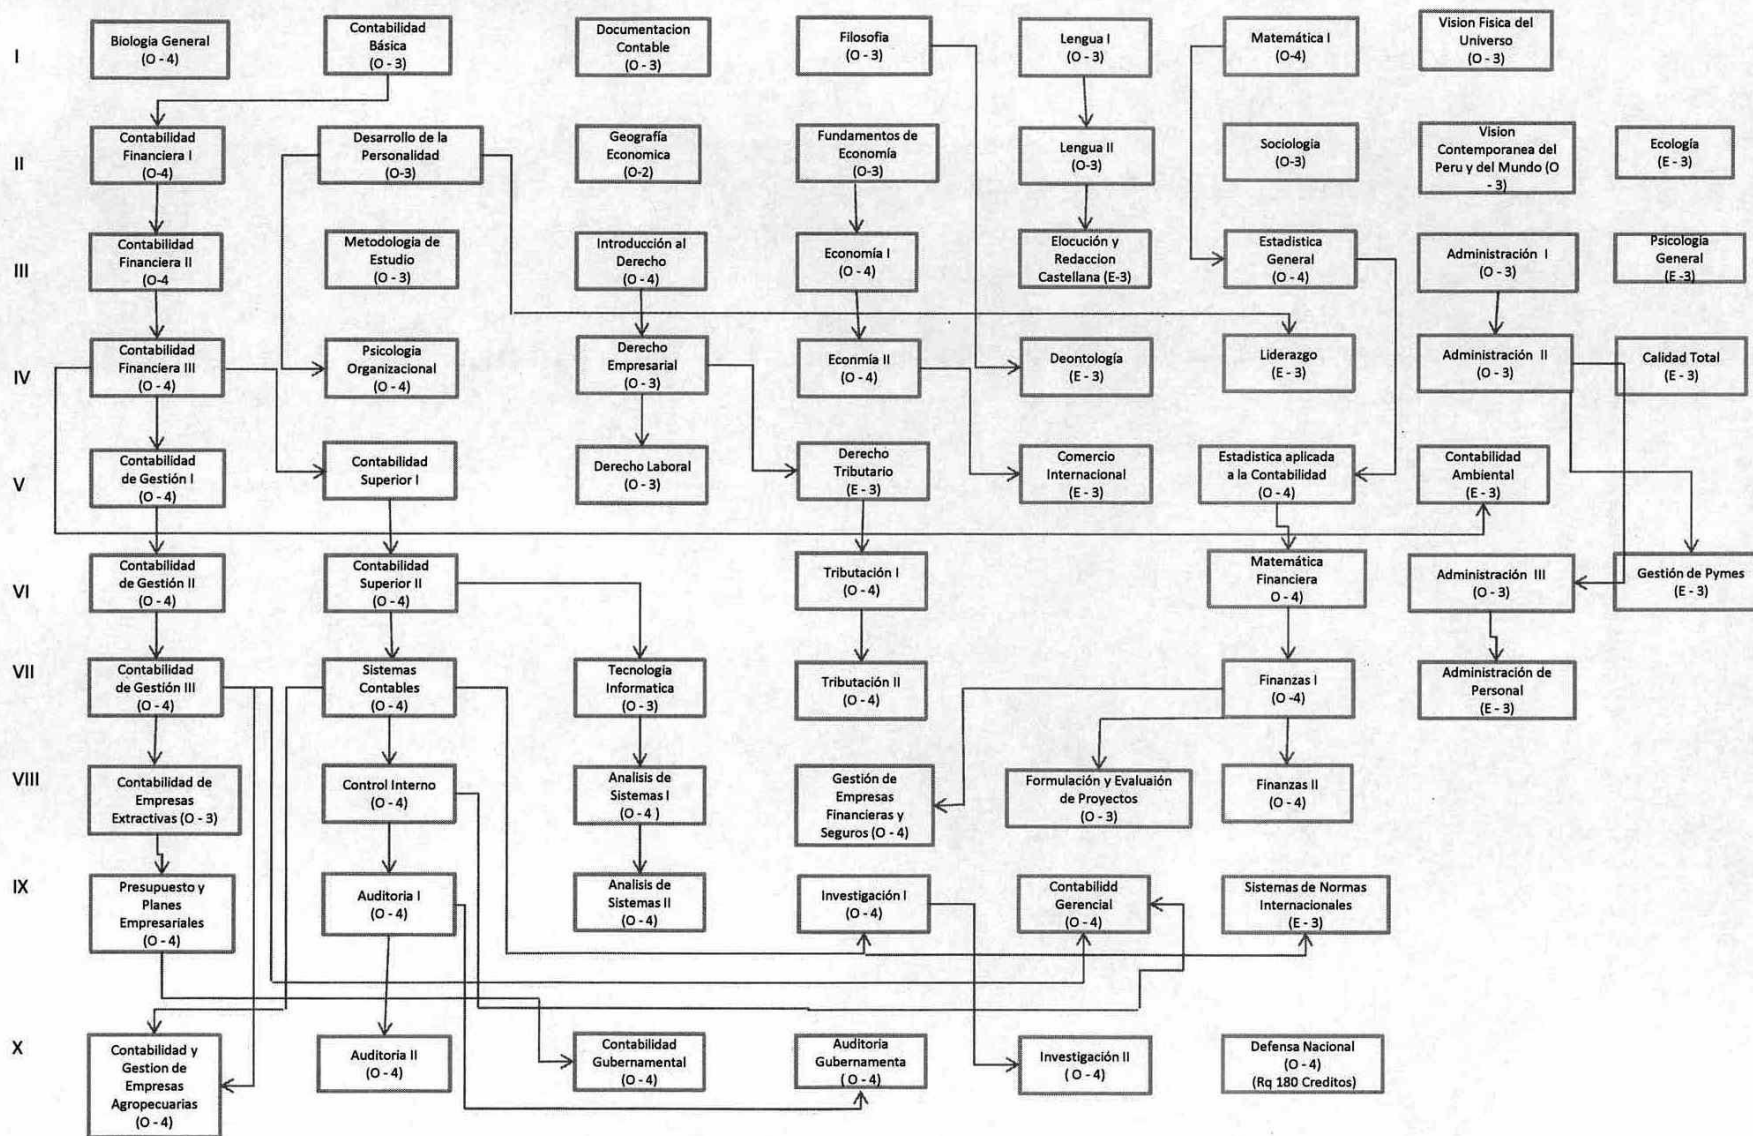 I
Biologia General
(O - 4)
Contabilidad
Básica
(O - 3)
Documentacion
Contable
(O - 3)
Filosofia
(O - 3)
Lengua I
(O - 3)
Matemática I
(O-4)
Vision Fisica del
Universo
(O - 3)
II
Contabilidad
Financiera I
(O-4)
Desarrollo de la
Personalidad
(O-3)
Geografía
Economica
(O-2)
Fundamentos de
Economía
(O-3)
Lengua II
(O-3)
Sociologia
(O-3)
Vision
Contemporanea del
Peru y del Mundo (O
- 3)
Ecología
(E - 3)
III
Contabilidad
Financiera II
(O-4
Metodologia de
Estudio
(O - 3)
Introducción al
Derecho
(O - 4)
Economía I
(O - 4)
Elocución y
Redaccion
Castellana (E-3)
Estadistica
General
(O - 4)
Administración I
(O - 3)
Psicologia
General
(E -3)
IV
Contabilidad
Financiera III
(O - 4)
Psicologia
Organizacional
(O - 4)
Derecho
Empresarial
(O - 3)
Econmía II
(O - 4)
Deontología
(E - 3)
Liderazgo
(E - 3)
Administración II
(O - 3)
Calidad Total
(E - 3)
V
Contabilidad
de Gestión I
(O - 4)
Contabilidad
Superior I
Derecho Laboral
(O - 3)
Derecho
Tributario
(E - 3)
Comercio
Internacional
(E - 3)
Estadistica aplicada
a la Contabilidad
(O - 4)
Contabilidad
Ambiental
(E - 3)
VI
Contabilidad
de Gestión II
(O - 4)
Contabilidad
Superior II
(O - 4)
Tributación I
(O - 4)
Matemática
Financiera
O - 4)
Administración III
(O - 3)
Gestión de Pymes
(E - 3)
VII
Contabilidad
de Gestión III
(O - 4)
Sistemas
Contables
(O - 4)
Tecnología
Informatica
(O - 3)
Tributación II
(O - 4)
Finanzas I
(O -4)
Administración de
Personal
(E - 3)
VIII
Contabilidad de
Empresas
Extractivas (O - 3)
Control Interno
(O - 4)
Analisis de
Sistemas I
(O - 4 )
Gestión de
Empresas
Financieras y
Seguros (O - 4)
Formulación y Evaluaión
de Proyectos
(O - 3)
Finanzas II
(O - 4)
IX
Presupuesto y
Planes
Empresariales
(O - 4)
Auditoria I
(O - 4)
Analisis de
Sistemas II
(O - 4)
Investigación I
(O - 4)
Contabilidd
Gerencial
(O - 4)
Sistemas de Normas
Internacionales
(E - 3)
X
Contabilidad y
Gestion de
Empresas
Agropecuarias
(O - 4)
Auditoria II
(O - 4)
Contabilidad
Gubernamental
(O - 4)
Auditoria
Gubernamenta
( O - 4)
Investigación II
( O - 4)
Defensa Nacional
(O - 4)
(Rq 180 Creditos)